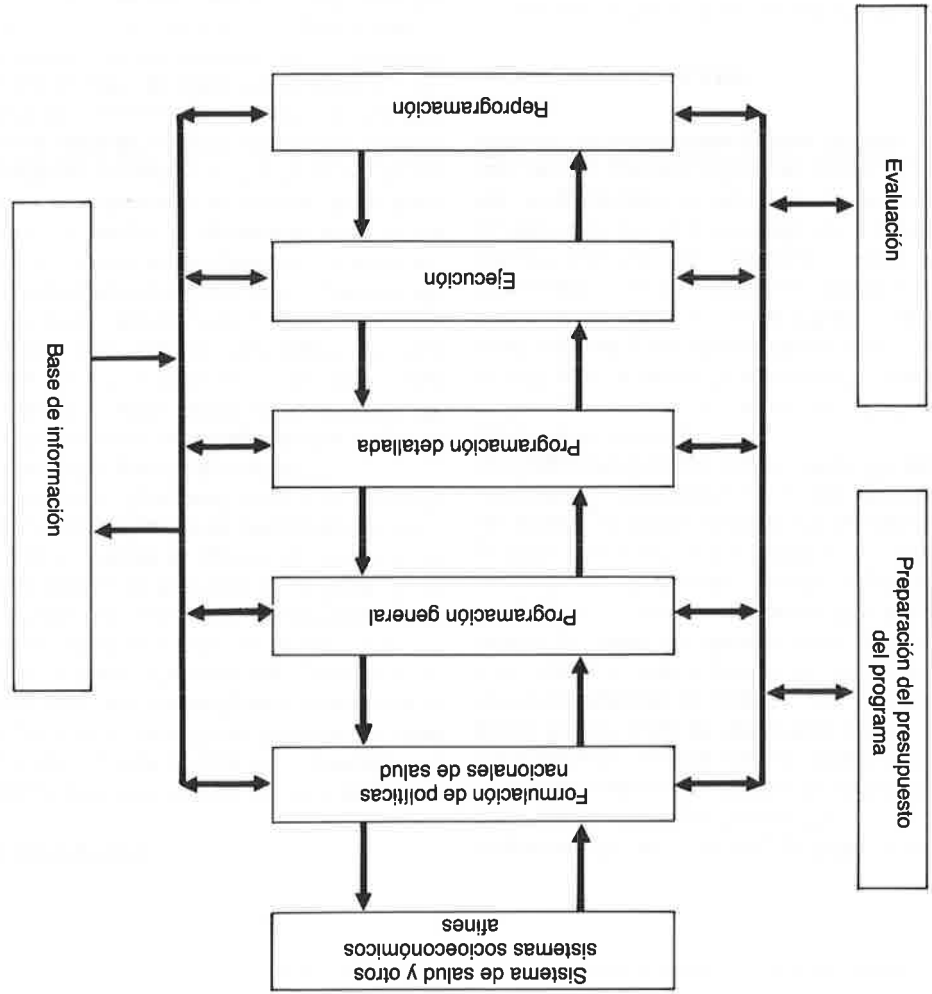 Sistema de salud y otros
sistemas socioeconómicos
afines
Formulación de políticas
nacionales de salud
Programación general
Programación detallada
Ejecución
Reprogramación
Preparación del presupuesto
del programa
Evaluación
Base de información